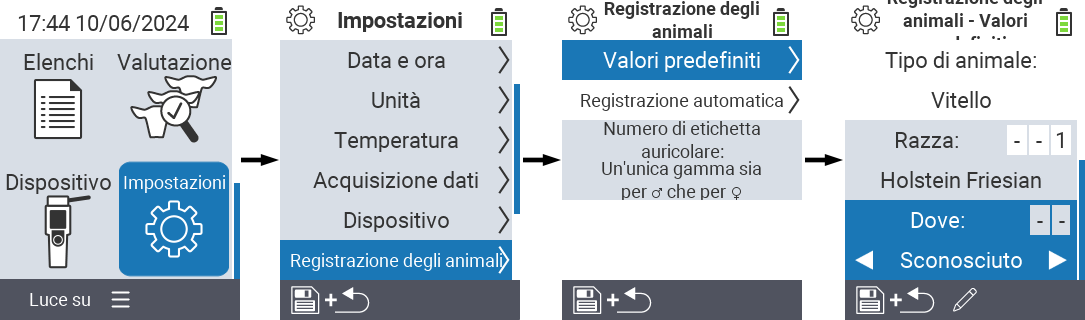 17:44 10/06/2024
Elenchi
Valutazione
Dispositivo
Impostazioni
Luce su
Impostazioni
Data e ora
Unità
Temperatura
Acquisizione dati
Dispositivo
Registrazione degli animali
+
Registrazione degli
animali
Valori predefiniti
Registrazione automatica
Numero di etichetta
auricolare:
Un'unica gamma sia
per ♂ che per ♀
+
Registrazione degli
animali - Valori
predefiniti
Tipo di animale:
Vitello
Razza: - - 1
Holstein Friesian
Dove: - -
Sconosciuto
+